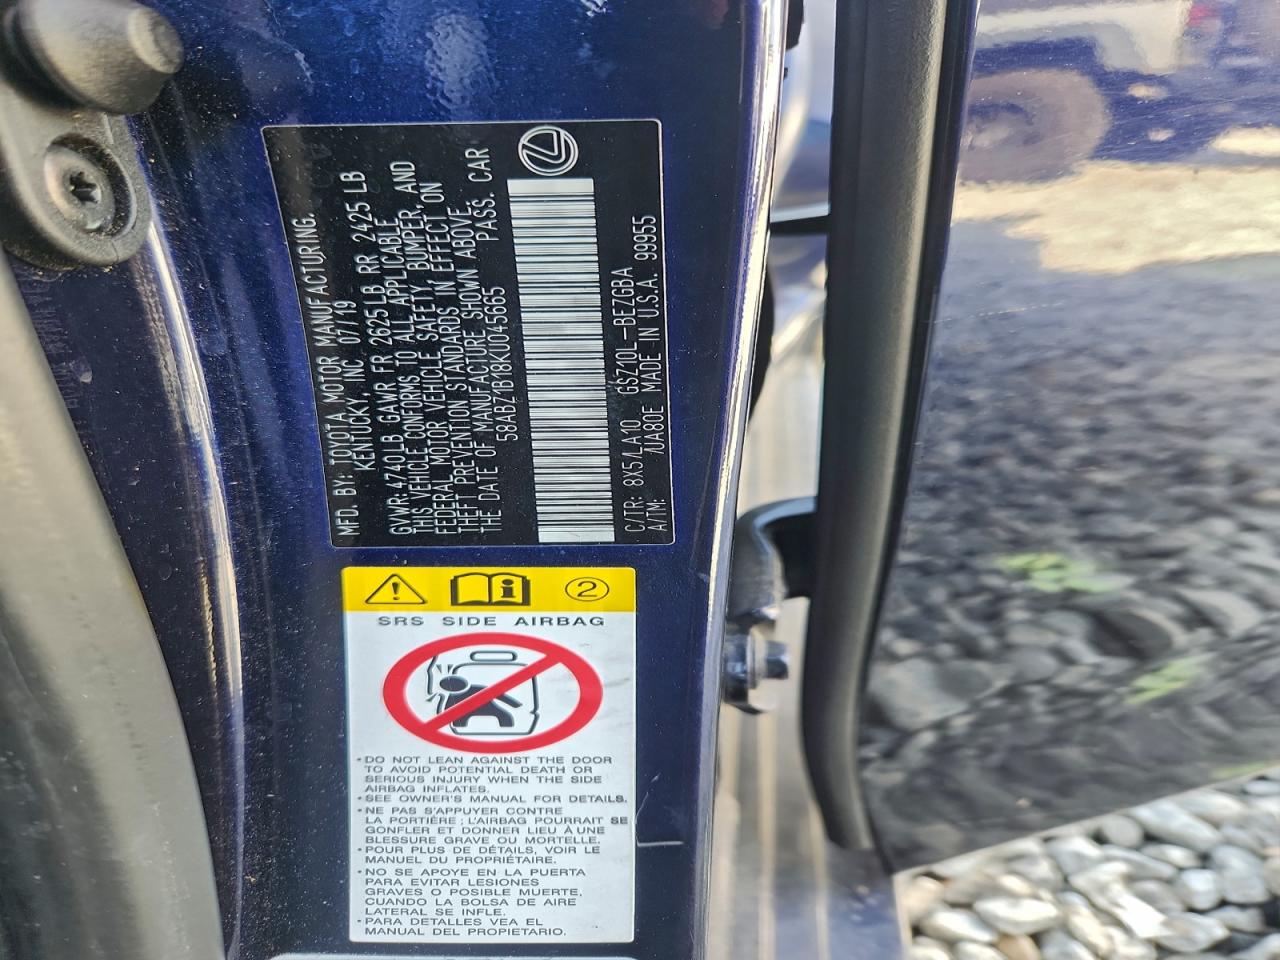 MFD. BY: TOYOTA MOTOR MANUFACTURING.
KENTUCKY, INC 07/19
GVWR: 4740LB GAWR FR 2625LB RR 2425 LB
THIS VEHICLE CONFORMS TO ALL APPLICABLE
FEDERAL MOTOR VEHICLE SAFETY, BUMPER, AND
THEFT PREVENTION STANDARDS IN EFFECT ON
THE DATE OF MANUFACTURE SHOWN ABOVE.
58ABZ1B18KU045665 PASS. CAR
C/TR: 8X5/LA10 GSZ10L-BEZGBA
A/TM: /UA80E MADE IN U.S.A. 99955
2
SRS SIDE AIRBAG
• DO NOT LEAN AGAINST THE DOOR
TO AVOID POTENTIAL DEATH OR
SERIOUS INJURY WHEN THE SIDE
AIRBAG INFLATES.
• SEE OWNER'S MANUAL FOR DETAILS.
• NE PAS S'APPUYER CONTRE
LA PORTIÈRE ; L'AIRBAG POURRAIT SE
GONFLER ET DONNER LIEU À UNE
BLESSURE GRAVE OU MORTELLE.
• POUR PLUS DE DÉTAILS, VOIR LE
MANUEL DU PROPRIÉTAIRE.
• NO SE APOYE EN LA PUERTA
PARA EVITAR LESIONES
GRAVES O POSIBLE MUERTE,
CUANDO LA BOLSA DE AIRE
LATERAL SE INFLE.
• PARA DETALLES VEA EL
MANUAL DEL PROPIETARIO.